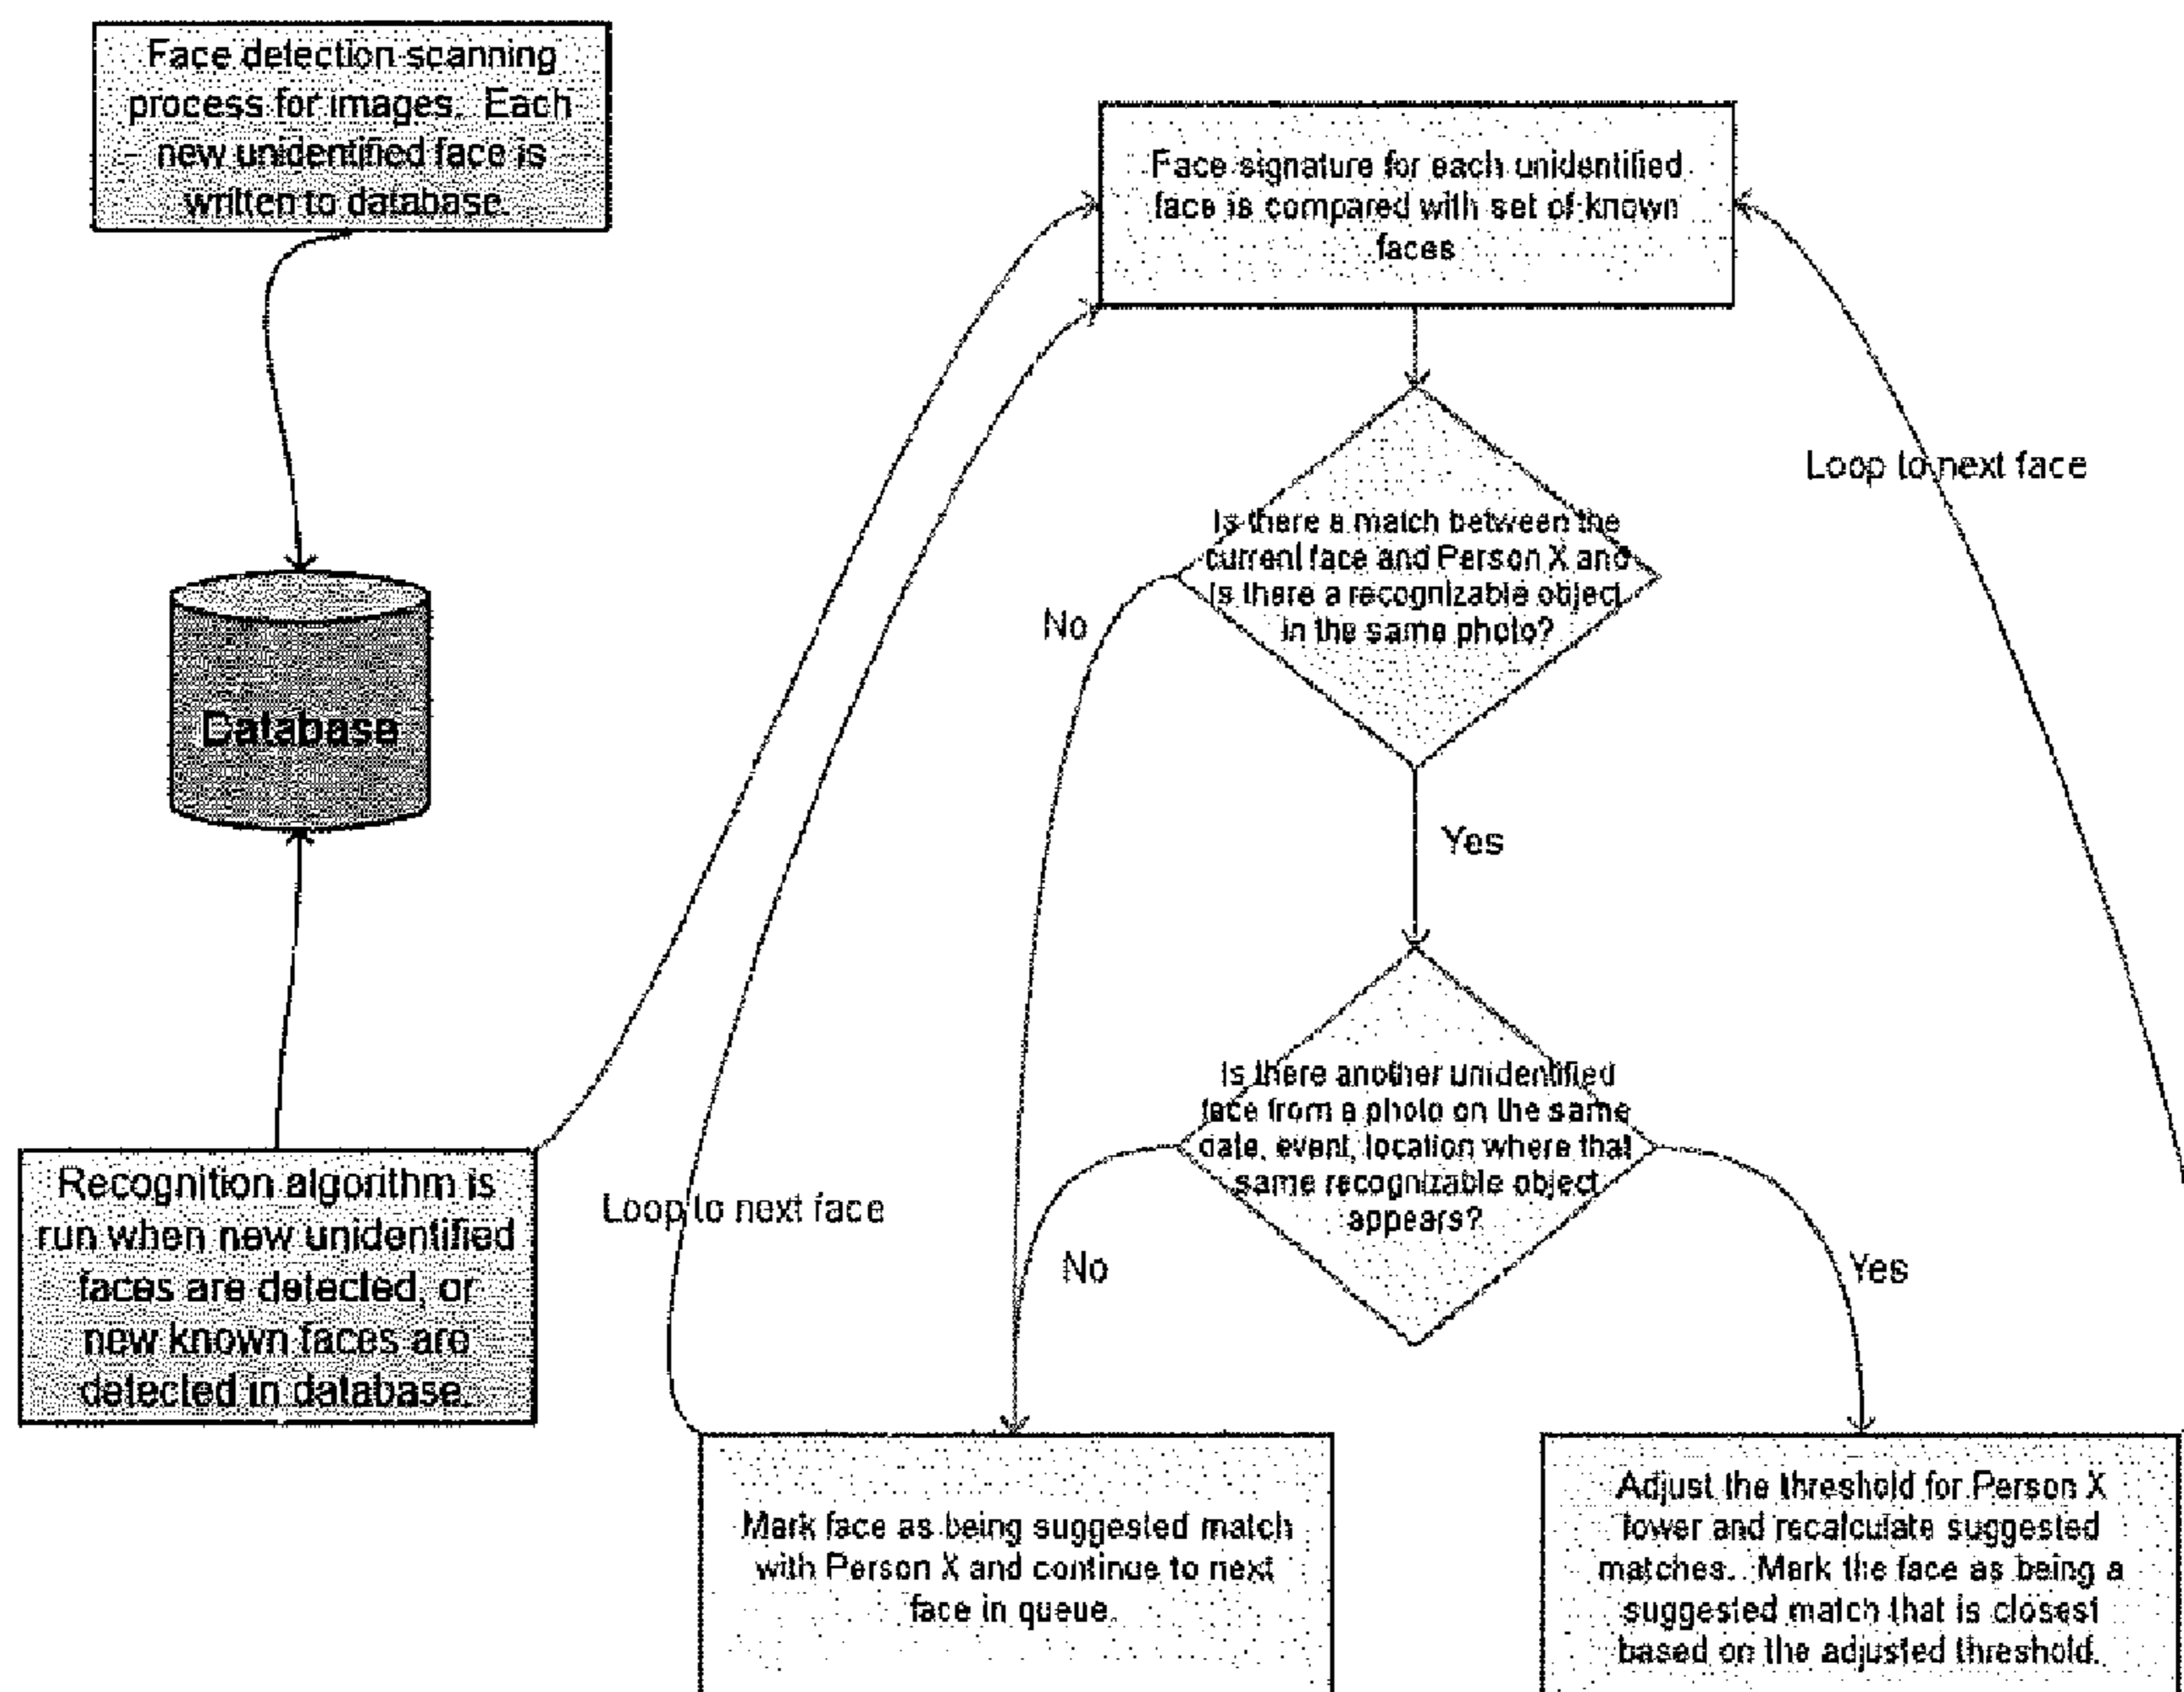 Face detection scanning
process for images. Each
new unidentified face is
written to database.
Database
Recognition algorithm is
run when new unidentified
faces are detected, or
new known faces are
detected in database.
Face signature for each unidentified
face is compared with set of known
faces
Is there a match between the
current face and Person X and
is there a recognizable object
in the same photo?
No
Yes
Loop to next face
Is there another unidentified
face from a photo on the same
date, event, location where that
same recognizable object
appears?
No
Yes
Loop to next face
Mark face as being suggested match
with Person X and continue to next
face in queue.
Adjust the threshold for Person X
lower and recalculate suggested
matches. Mark the face as being a
suggested match that is closest
based on the adjusted threshold.